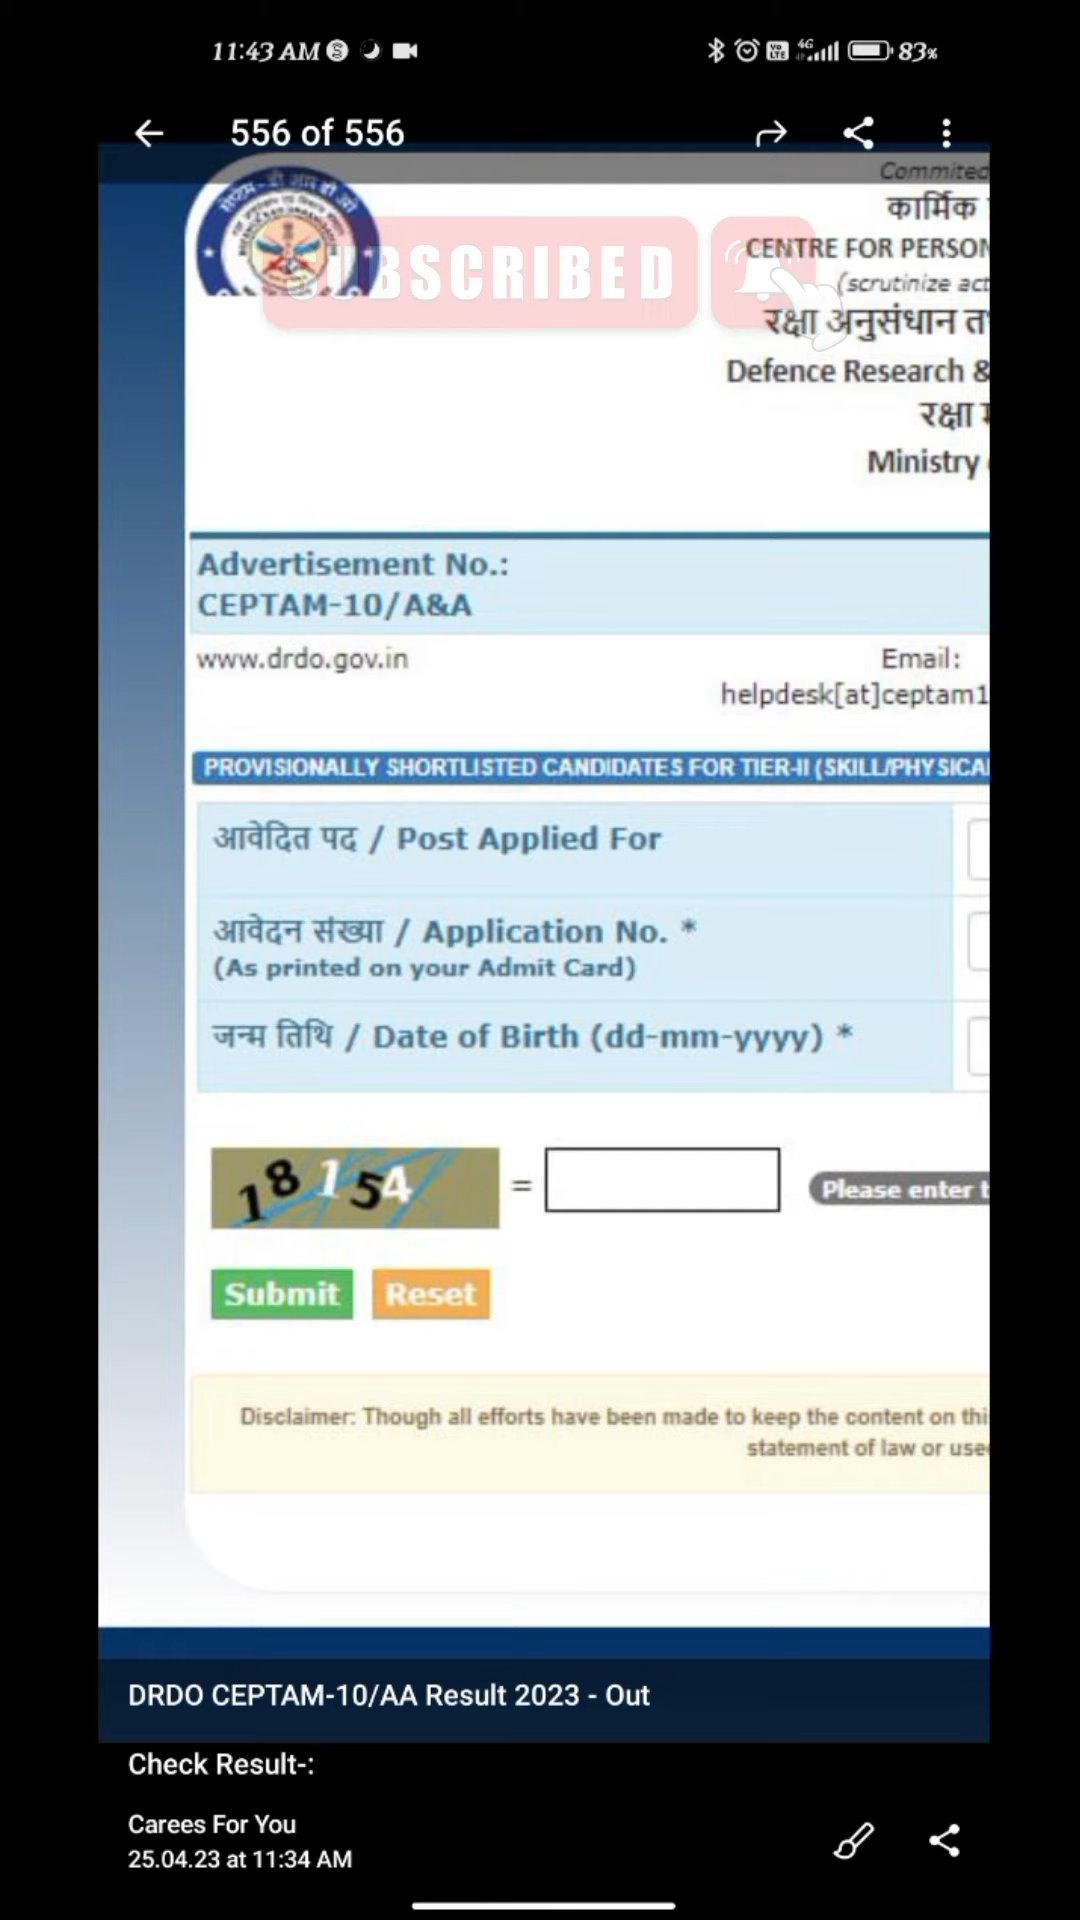 11:43 AM
4G
83%
556 of 556
Commited
कार्मिक
CENTRE FOR PERSON
SUBSCRIBED
(scrutinize act
रक्षा अनुसंधान
Defence Research &
रक्षा
Ministry
Advertisement No.:
CEPTAM-10/A&A
www.drdo.gov.in
Email:
helpdesk[at]ceptam1
PROVISIONALLY SHORTLISTED CANDIDATES FOR TIER-II (SKILL/PHYSICAL
आवेदित पद / Post Applied For
आवेदन संख्या / Application No. *
(As printed on your Admit Card)
जन्म तिथि / Date of Birth (dd-mm-yyyy) *
18154 =
Please enter
Submit Reset
Disclaimer: Though all efforts have been made to keep the content on this
statement of law or used
DRDO CEPTAM-10/AA Result 2023 - Out
Check Result-:
Carees For You
25.04.23 at 11:34 AM